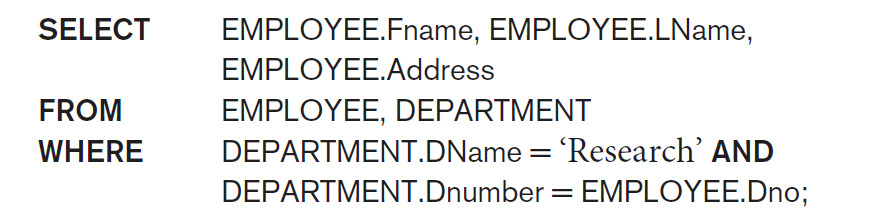 SELECT EMPLOYEE.Fname, EMPLOYEE.LName,
EMPLOYEE.Address
FROM EMPLOYEE, DEPARTMENT
WHERE DEPARTMENT.DName = ‘Research’ AND
DEPARTMENT.Dnumber = EMPLOYEE.Dno;